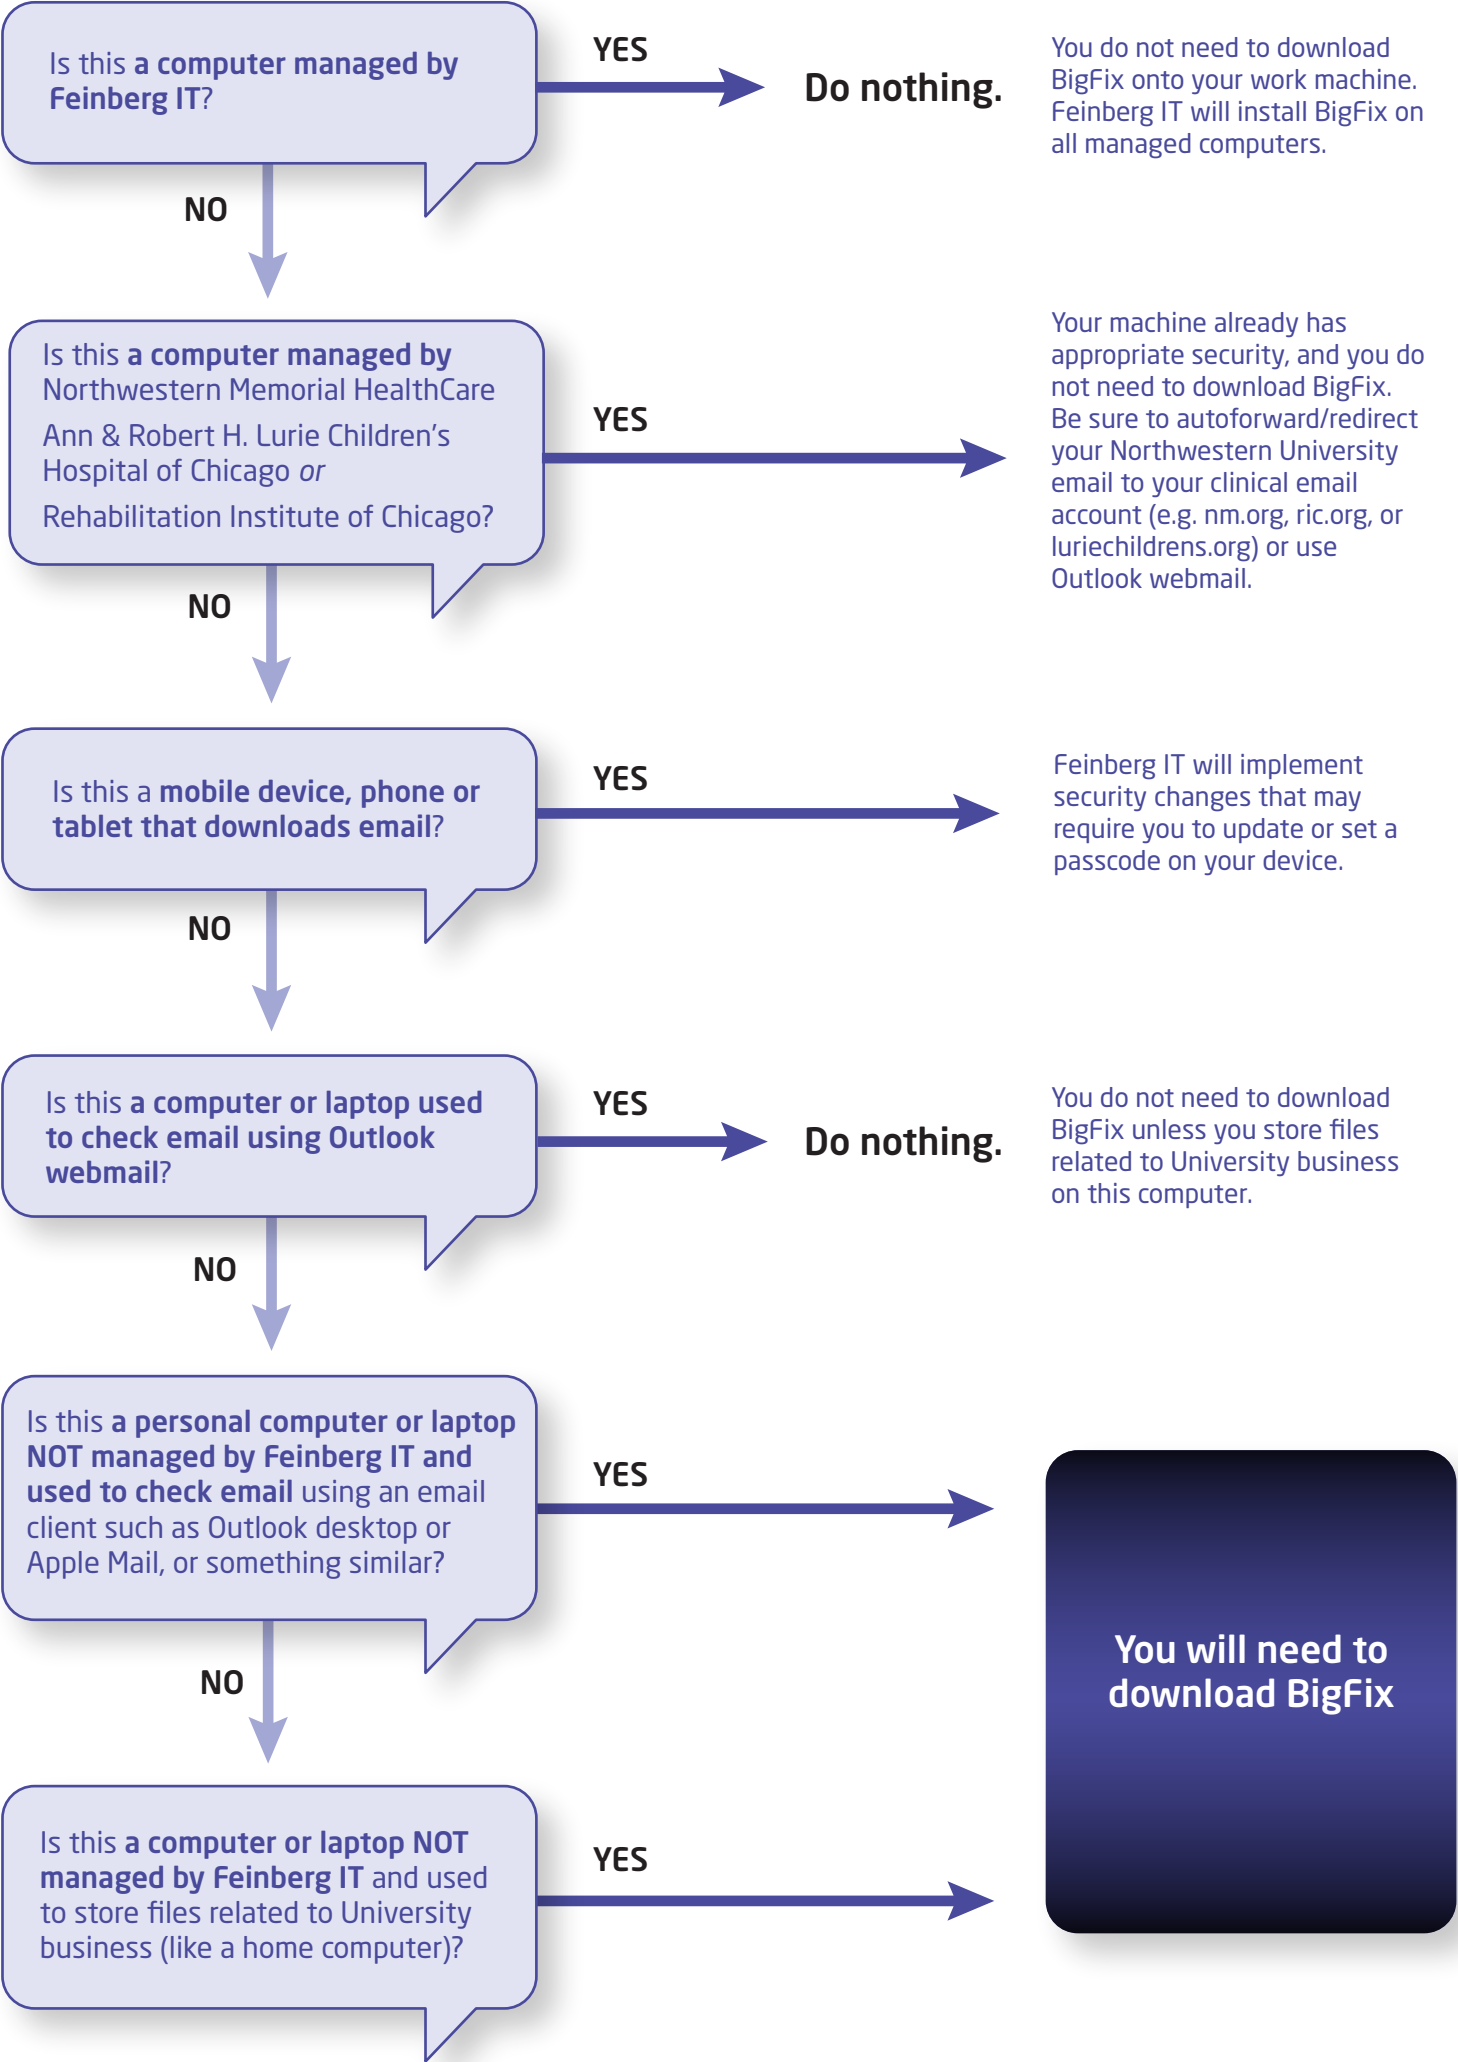 Is this a computer managed by
Feinberg IT?
YES
Do nothing.
You do not need to download
BigFix onto your work machine.
Feinberg IT will install BigFix on
all managed computers.
NO
Is this a computer managed by
Northwestern Memorial HealthCare
Ann & Robert H. Lurie Children's
Hospital of Chicago or
Rehabilitation Institute of Chicago?
YES
Your machine already has
appropriate security, and you do
not need to download BigFix.
Be sure to autoforward/redirect
your Northwestern University
email to your clinical email
account (e.g. nm.org, ric.org, or
luriechildrens.org) or use
Outlook webmail.
NO
Is this a mobile device, phone or
tablet that downloads email?
YES
Feinberg IT will implement
security changes that may
require you to update or set a
passcode on your device.
NO
Is this a computer or laptop used
to check email using Outlook
webmail?
YES
Do nothing.
You do not need to download
BigFix unless you store files
related to University business
on this computer.
NO
Is this a personal computer or laptop
NOT managed by Feinberg IT and
used to check email using an email
client such as Outlook desktop or
Apple Mail, or something similar?
YES
You will need to
download BigFix
NO
Is this a computer or laptop NOT
managed by Feinberg IT and used
to store files related to University
business (like a home computer)?
YES